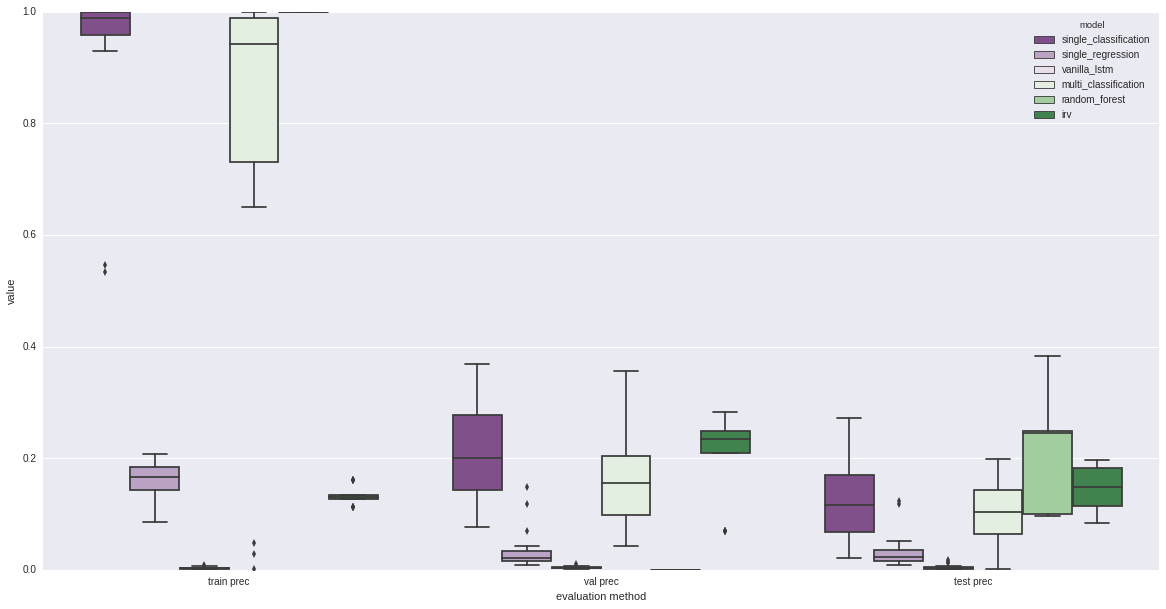 1.0
0.8
0.6
0.4
0.2
0.0
value
model
single_classification
single_regression
vanilla_lstm
multi_classification
random_forest
irv
train prec
val prec
test prec
evaluation method